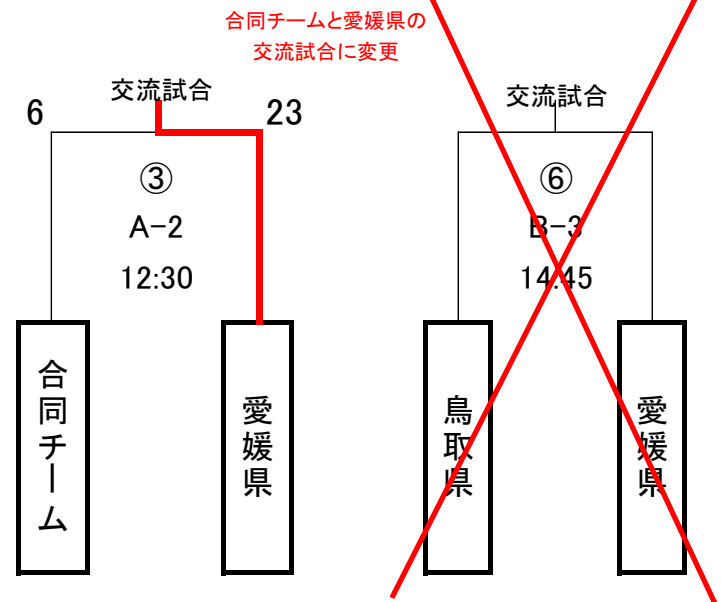 合同チームと愛媛県の
交流試合に変更
交流試合
6
23
③
A-2
12:30
合同チーム
愛媛県
交流試合
⑥
B-3
14:45
鳥取県
愛媛県